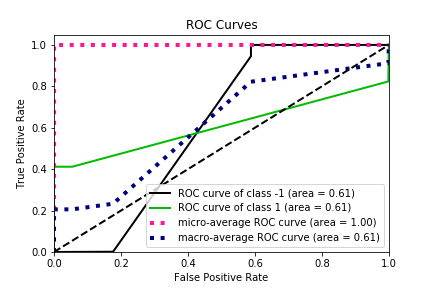 ROC Curves
True Positive Rate
1.0
0.8
0.6
0.4
0.2
0.0
ROC curve of class -1 (area = 0.61)
ROC curve of class 1 (area = 0.61)
micro-average ROC curve (area = 1.00)
macro-average ROC curve (area = 0.61)
0.0 0.2 0.4 0.6 0.8 1.0
False Positive Rate